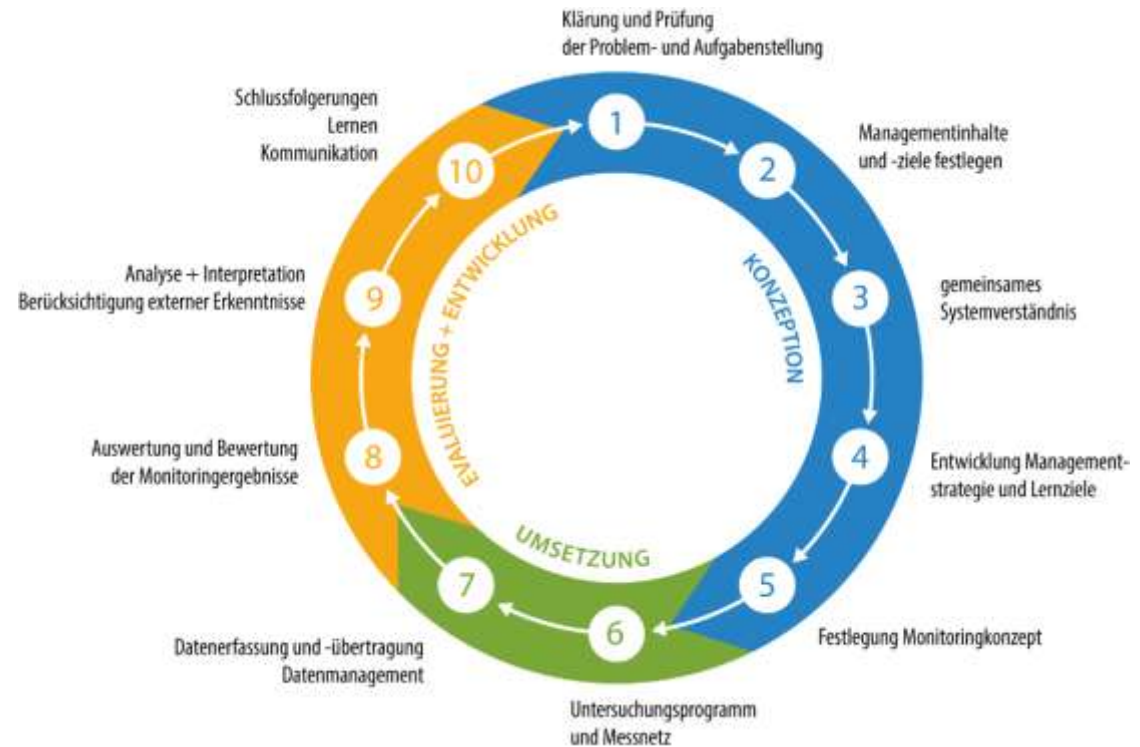 Klärung und Prüfung
der Problem- und Aufgabenstellung
1
Managementinhalte
und -ziele festlegen
2
gemeinsames
Systemverständnis
3
Entwicklung Management-
strategie und Lernziele
4
Festlegung Monitoringkonzept
5
Untersuchungsprogramm
und Messnetz
6
Datenerfassung und -übertragung
Datenmanagement
7
Auswertung und Bewertung
der Monitoringergebnisse
8
Analyse + Interpretation
Berücksichtigung externer Erkenntnisse
9
Schlussfolgerungen
Lernen
Kommunikation
10
KONZEPTION
UMSETZUNG
EVALUIERUNG + ENTWICKLUNG